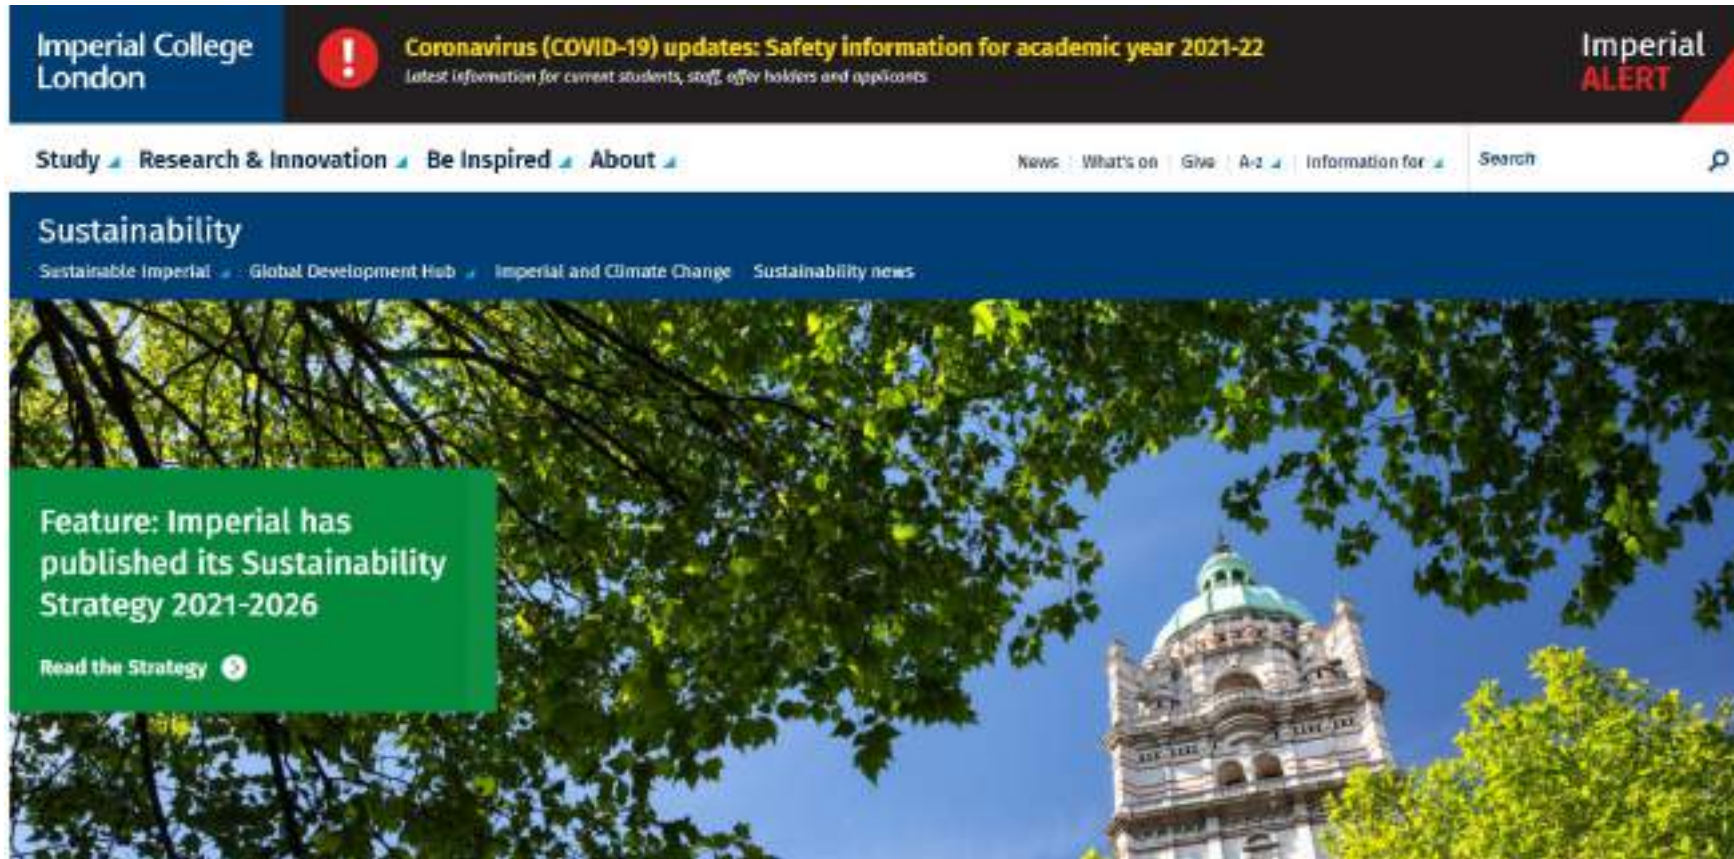 Imperial College
London
Coronavirus (COVID-19) updates: Safety information for academic year 2021-22
Latest information for current students, staff, offer holders and applicants
Imperial
ALERT
Study Research & Innovation Be Inspired About
News What's on Give A-z Information for Search
Sustainability
Sustainable Imperial Global Development Hub Imperial and Climate Change Sustainability news
Feature: Imperial has
published its Sustainability
Strategy 2021-2026
Read the Strategy